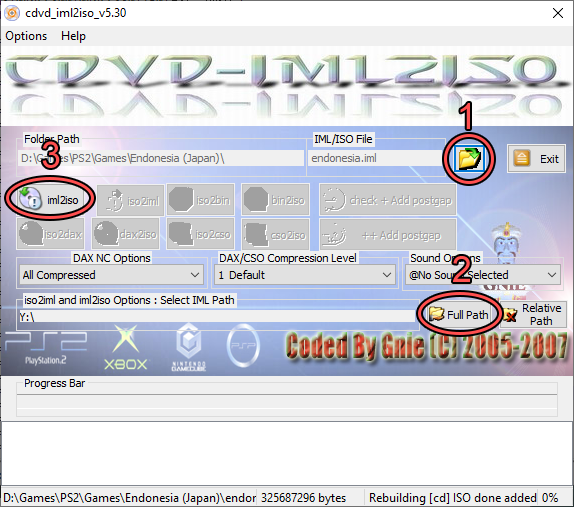 cdvd_iml2iso_v5.30
Options Help
CDVD-IML2ISO
1
Folder Path IML/ISO File
D:\Games\PS2\Games\Endonesia (Japan)\ endonesia.iml Exit
3
iml2iso iso2iml iso2bin bin2iso check + Add postgap
iso2dax dax2iso iso2cso cso2iso ++ Add postgap
DAX NC Options DAX/CSO Compression Level Sound Options
All Compressed 1 Default @No Sound Selected
2
GNIE
iso2iml and iml2iso Options : Select IML Path
Y:\ Full Path Relative Path
PS2 PlayStation.2 XBOX NINTENDO GAMECUBE PSP Coded By Gnie (C) 2005-2007
Progress Bar
D:\Games\PS2\Games\Endonesia (Japan)\endor 325687296 bytes Rebuilding [cd] ISO done added 0%